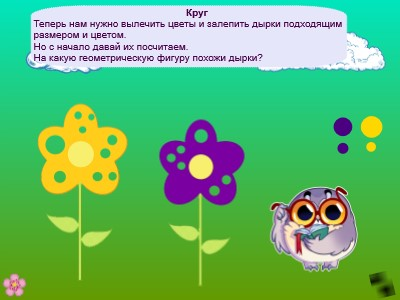 Круг
Теперь нам нужно вылечить цветы и залепить дырки подходящим
размером и цветом.
Но с начало давай их посчитаем.
На какую геометрическую фигуру похожи дырки?